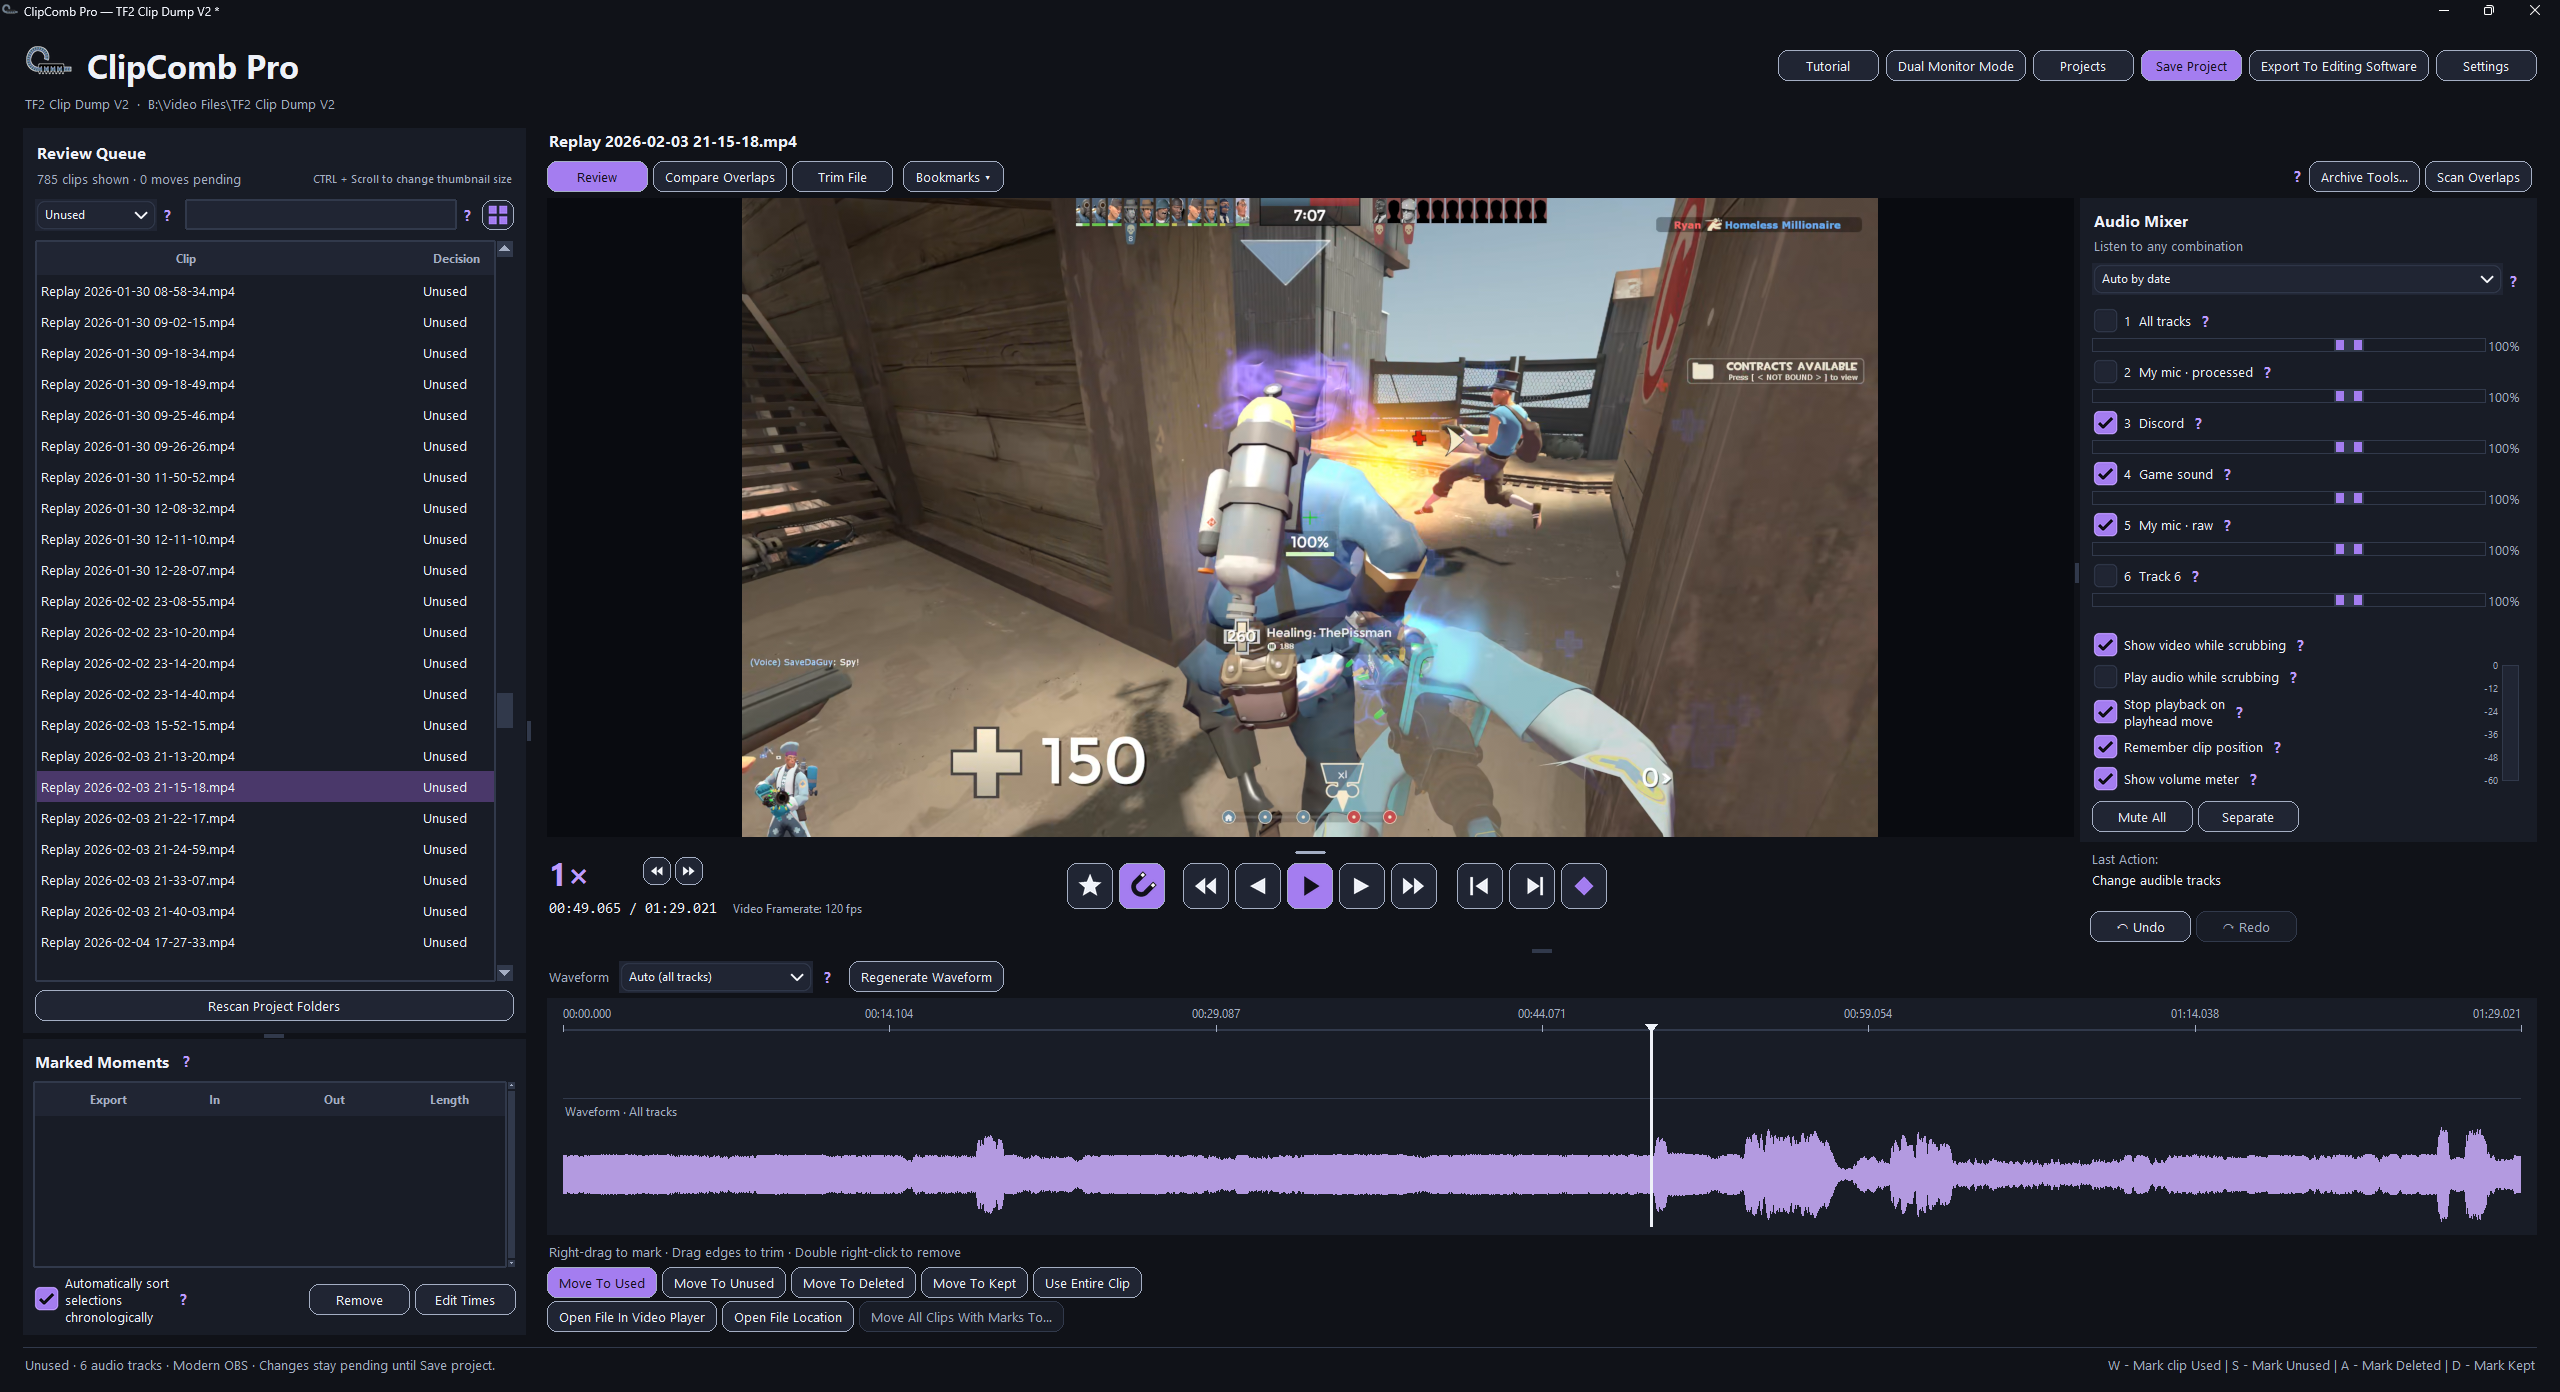 ClipComb Pro — TF2 Clip Dump V2 *
ClipComb Pro
Tutorial
Dual Monitor Mode
Projects
Save Project
Export To Editing Software
Settings
TF2 Clip Dump V2 · B:\Video Files\TF2 Clip Dump V2
Review Queue
785 clips shown · 0 moves pending
CTRL + Scroll to change thumbnail size
Unused
?
?
Clip Decision
Replay 2026-01-30 08-58-34.mp4 Unused
Replay 2026-01-30 09-02-15.mp4 Unused
Replay 2026-01-30 09-18-34.mp4 Unused
Replay 2026-01-30 09-18-49.mp4 Unused
Replay 2026-01-30 09-25-46.mp4 Unused
Replay 2026-01-30 09-26-26.mp4 Unused
Replay 2026-01-30 11-50-52.mp4 Unused
Replay 2026-01-30 12-08-32.mp4 Unused
Replay 2026-01-30 12-11-10.mp4 Unused
Replay 2026-01-30 12-28-07.mp4 Unused
Replay 2026-02-02 23-08-55.mp4 Unused
Replay 2026-02-02 23-10-20.mp4 Unused
Replay 2026-02-02 23-14-20.mp4 Unused
Replay 2026-02-02 23-14-40.mp4 Unused
Replay 2026-02-03 15-52-15.mp4 Unused
Replay 2026-02-03 21-13-20.mp4 Unused
Replay 2026-02-03 21-15-18.mp4 Unused
Replay 2026-02-03 21-22-17.mp4 Unused
Replay 2026-02-03 21-24-59.mp4 Unused
Replay 2026-02-03 21-33-07.mp4 Unused
Replay 2026-02-03 21-40-03.mp4 Unused
Replay 2026-02-04 17-27-33.mp4 Unused
Rescan Project Folders
Marked Moments ?
Export In Out Length
Automatically sort
selections
chronologically
?
Remove
Edit Times
Replay 2026-02-03 21-15-18.mp4
Review
Compare Overlaps
Trim File
Bookmarks ▾
?
Archive Tools...
Scan Overlaps
7:07
Ryan Homeless Millionaire
CONTRACTS AVAILABLE
Press [ < NOT BOUND > ] to view
100%
260
Healing: ThePissman
188
(Voice) SaveDaGuy: Spy!
150
xi
0>
1×
00:49.065 / 01:29.021
Video Framerate: 120 fps
Audio Mixer
Listen to any combination
Auto by date
?
1 All tracks ?
100%
2 My mic · processed ?
100%
3 Discord ?
100%
4 Game sound ?
100%
5 My mic · raw ?
100%
6 Track 6 ?
100%
Show video while scrubbing ?
Play audio while scrubbing ?
Stop playback on
playhead move
?
Remember clip position ?
Show volume meter ?
0
-12
-24
-36
-48
-60
Mute All
Separate
Last Action:
Change audible tracks
Undo
Redo
Waveform
Auto (all tracks)
?
Regenerate Waveform
00:00.000 00:14.104 00:29.087 00:44.071 00:59.054 01:14.038 01:29.021
Waveform · All tracks
Right-drag to mark · Drag edges to trim · Double right-click to remove
Move To Used
Move To Unused
Move To Deleted
Move To Kept
Use Entire Clip
Open File In Video Player
Open File Location
Move All Clips With Marks To...
Unused · 6 audio tracks · Modern OBS · Changes stay pending until Save project.
W - Mark clip Used | S - Mark Unused | A - Mark Deleted | D - Mark Kept